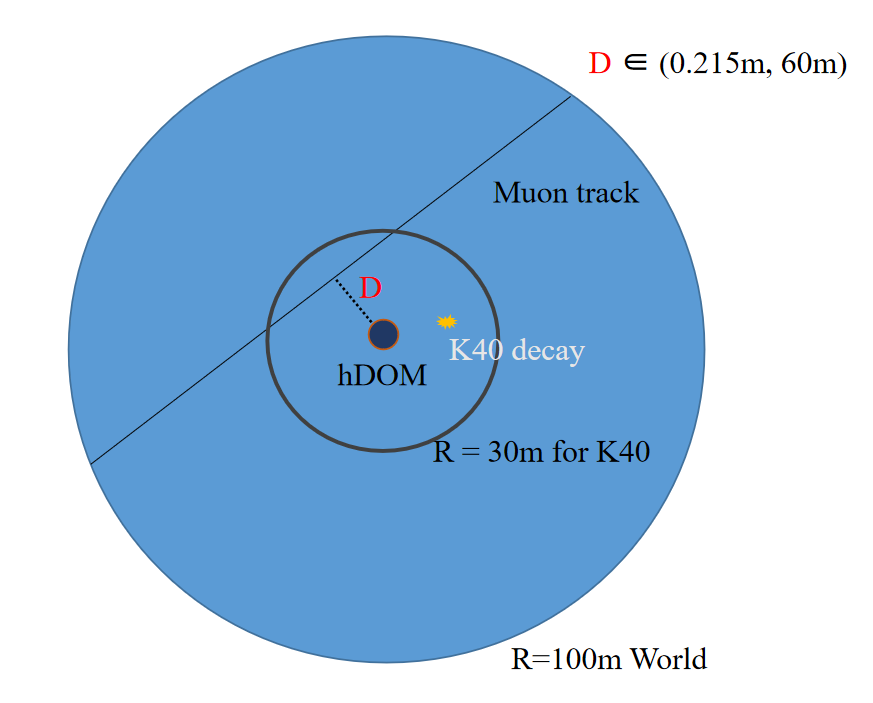 D ∈ (0.215m, 60m)
Muon track
D
K40 decay
hDOM
R = 30m for K40
R=100m World